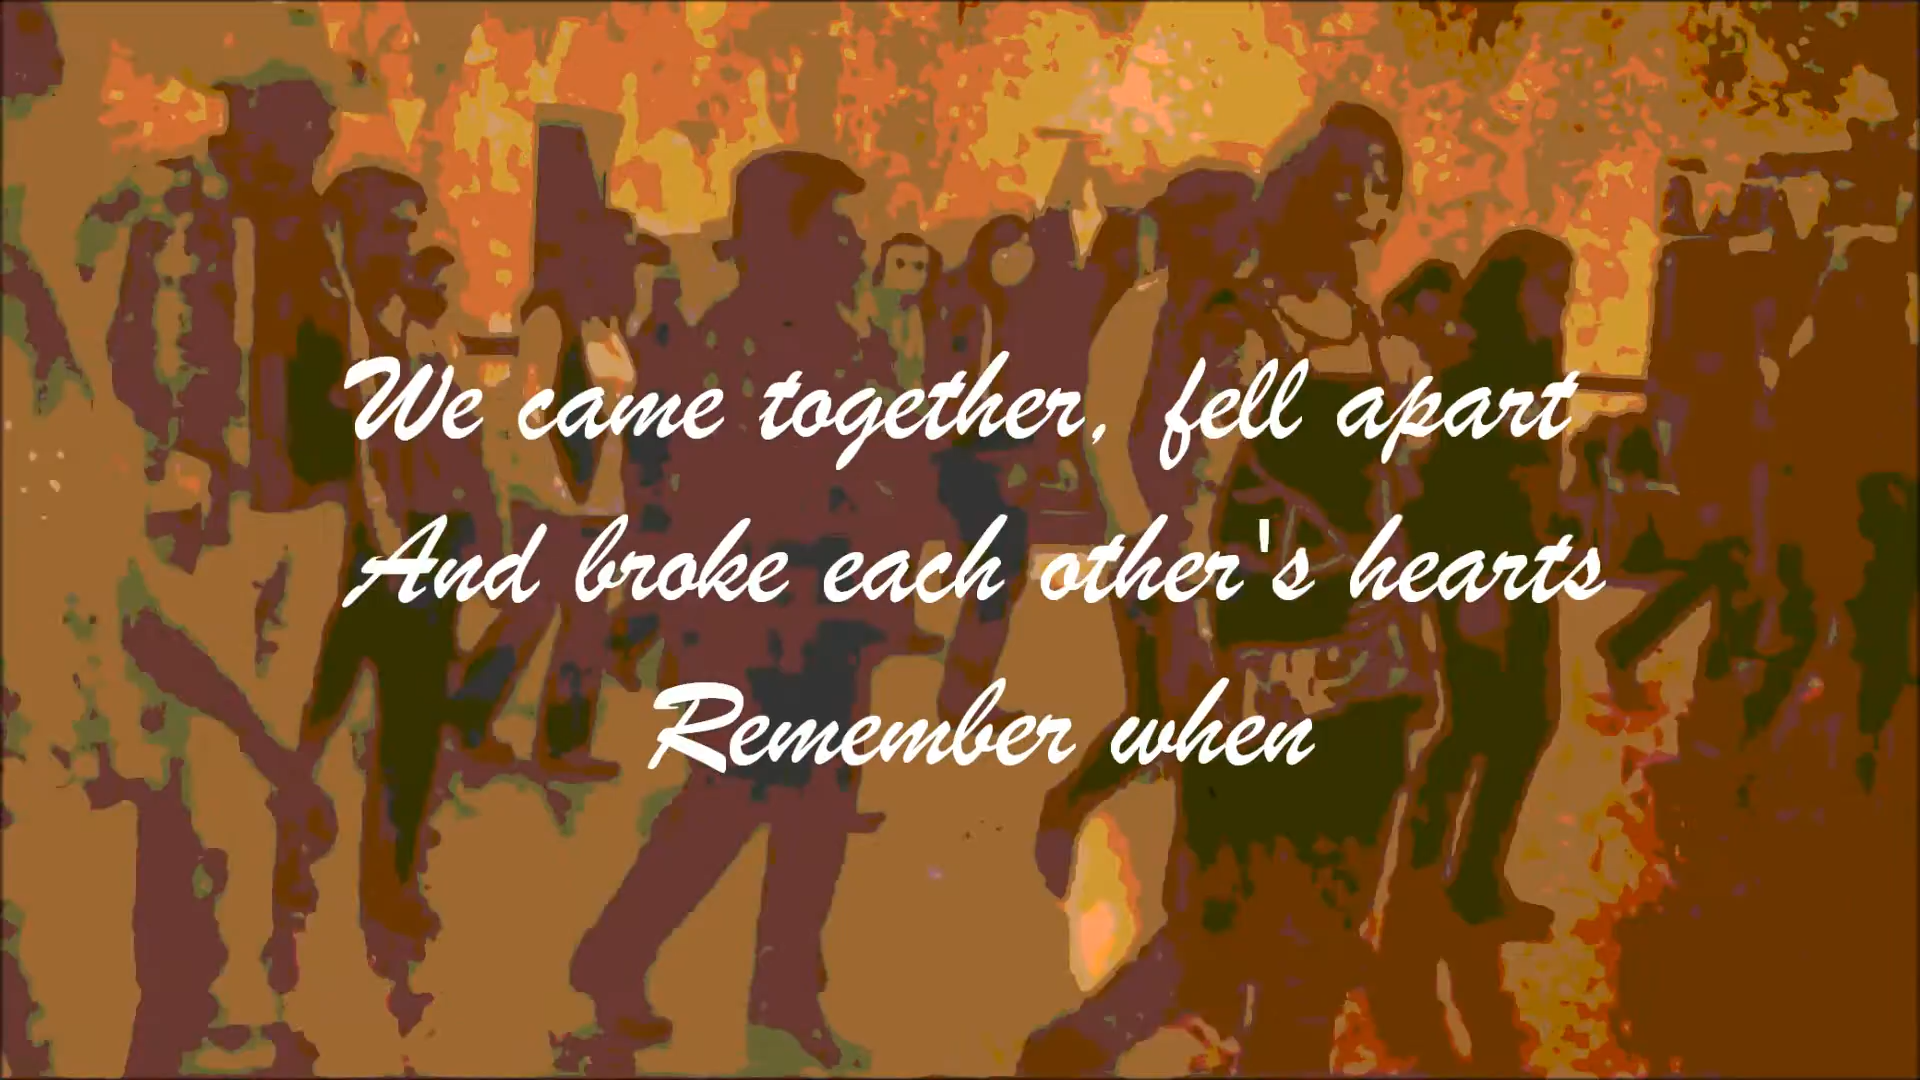 We came together, fell apart
And broke each other's hearts
Remember when